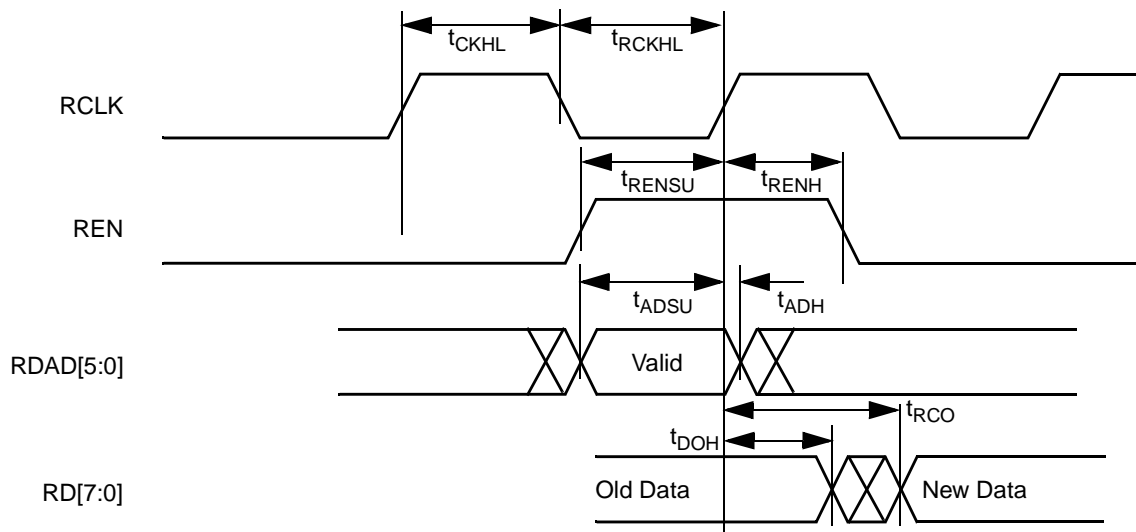 tCKHL tRCKHL
RCLK
tRENSU tRENH
REN
tADSU tADH
RDAD[5:0] Valid
tRCO
tDOH
RD[7:0] Old Data New Data